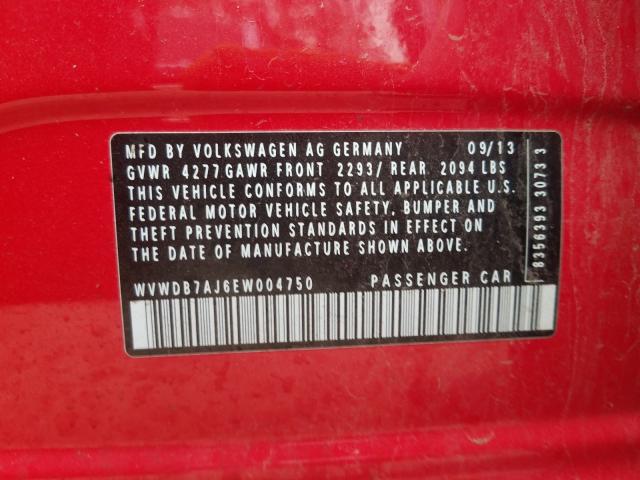 MFD BY VOLKSWAGEN AG GERMANY 09/13
GVWR 4277 GAWR FRONT 2293/ REAR 2094 LBS
THIS VEHICLE CONFORMS TO ALL APPLICABLE U.S.
FEDERAL MOTOR VEHICLE SAFETY, BUMPER AND
THEFT PREVENTION STANDARDS IN EFFECT ON
THE DATE OF MANUFACTURE SHOWN ABOVE.
WVWDB7AJ6EW004750 PASSENGER CAR
8356393 3073 3